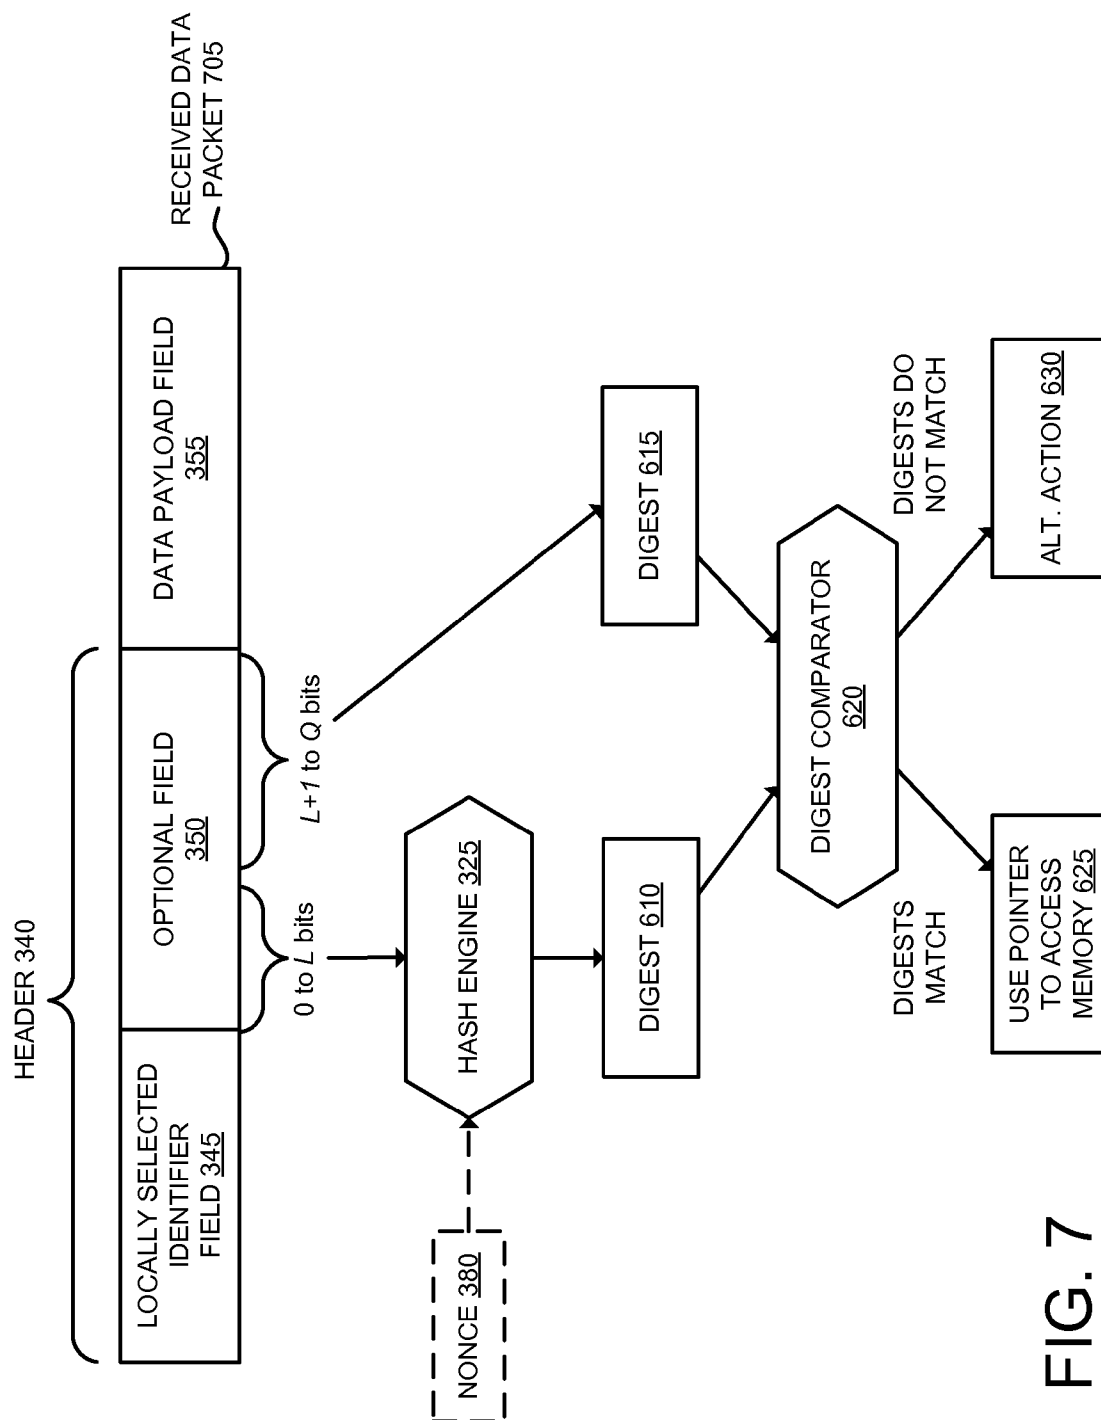 HEADER 340
RECEIVED DATA
PACKET 705
LOCALLY SELECTED
IDENTIFIER
FIELD 345
OPTIONAL FIELD
350
DATA PAYLOAD FIELD
355
0 to L bits
L+1 to Q bits
NONCE 380
HASH ENGINE 325
DIGEST 610
DIGEST 615
DIGEST COMPARATOR
620
DIGESTS
MATCH
DIGESTS DO
NOT MATCH
USE POINTER
TO ACCESS
MEMORY 625
ALT. ACTION 630
FIG. 7